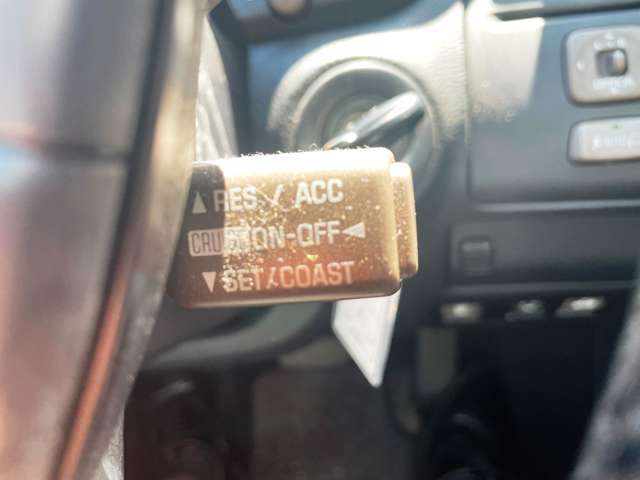 ▲ RES / ACC
CRUISE ON-OFF ◀
▼ SET/COAST